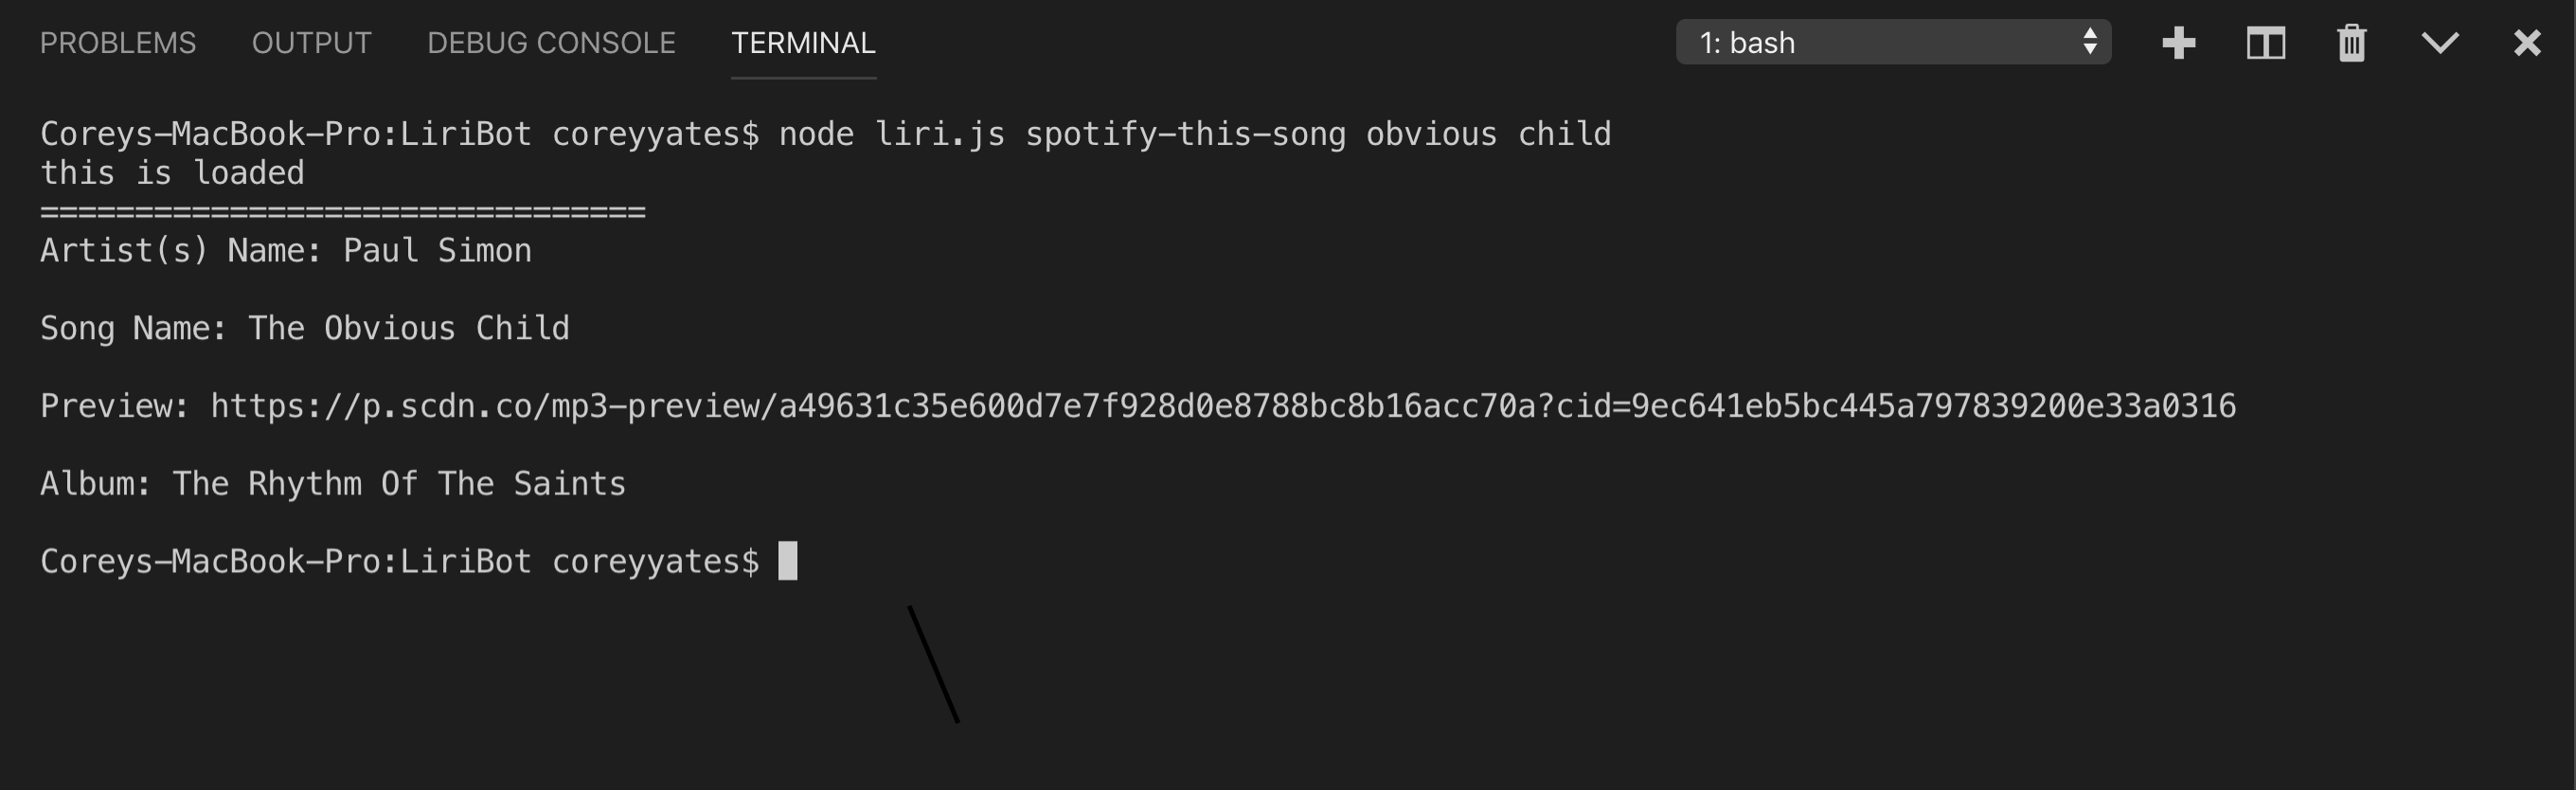 PROBLEMS OUTPUT DEBUG CONSOLE TERMINAL 1: bash
Coreys-MacBook-Pro:LiriBot coreyyates$ node liri.js spotify-this-song obvious child
this is loaded
================================
Artist(s) Name: Paul Simon
Song Name: The Obvious Child
Preview: https://p.scdn.co/mp3-preview/a49631c35e600d7e7f928d0e8788bc8b16acc70a?cid=9ec641eb5bc445a797839200e33a0316
Album: The Rhythm Of The Saints
Coreys-MacBook-Pro:LiriBot coreyyates$